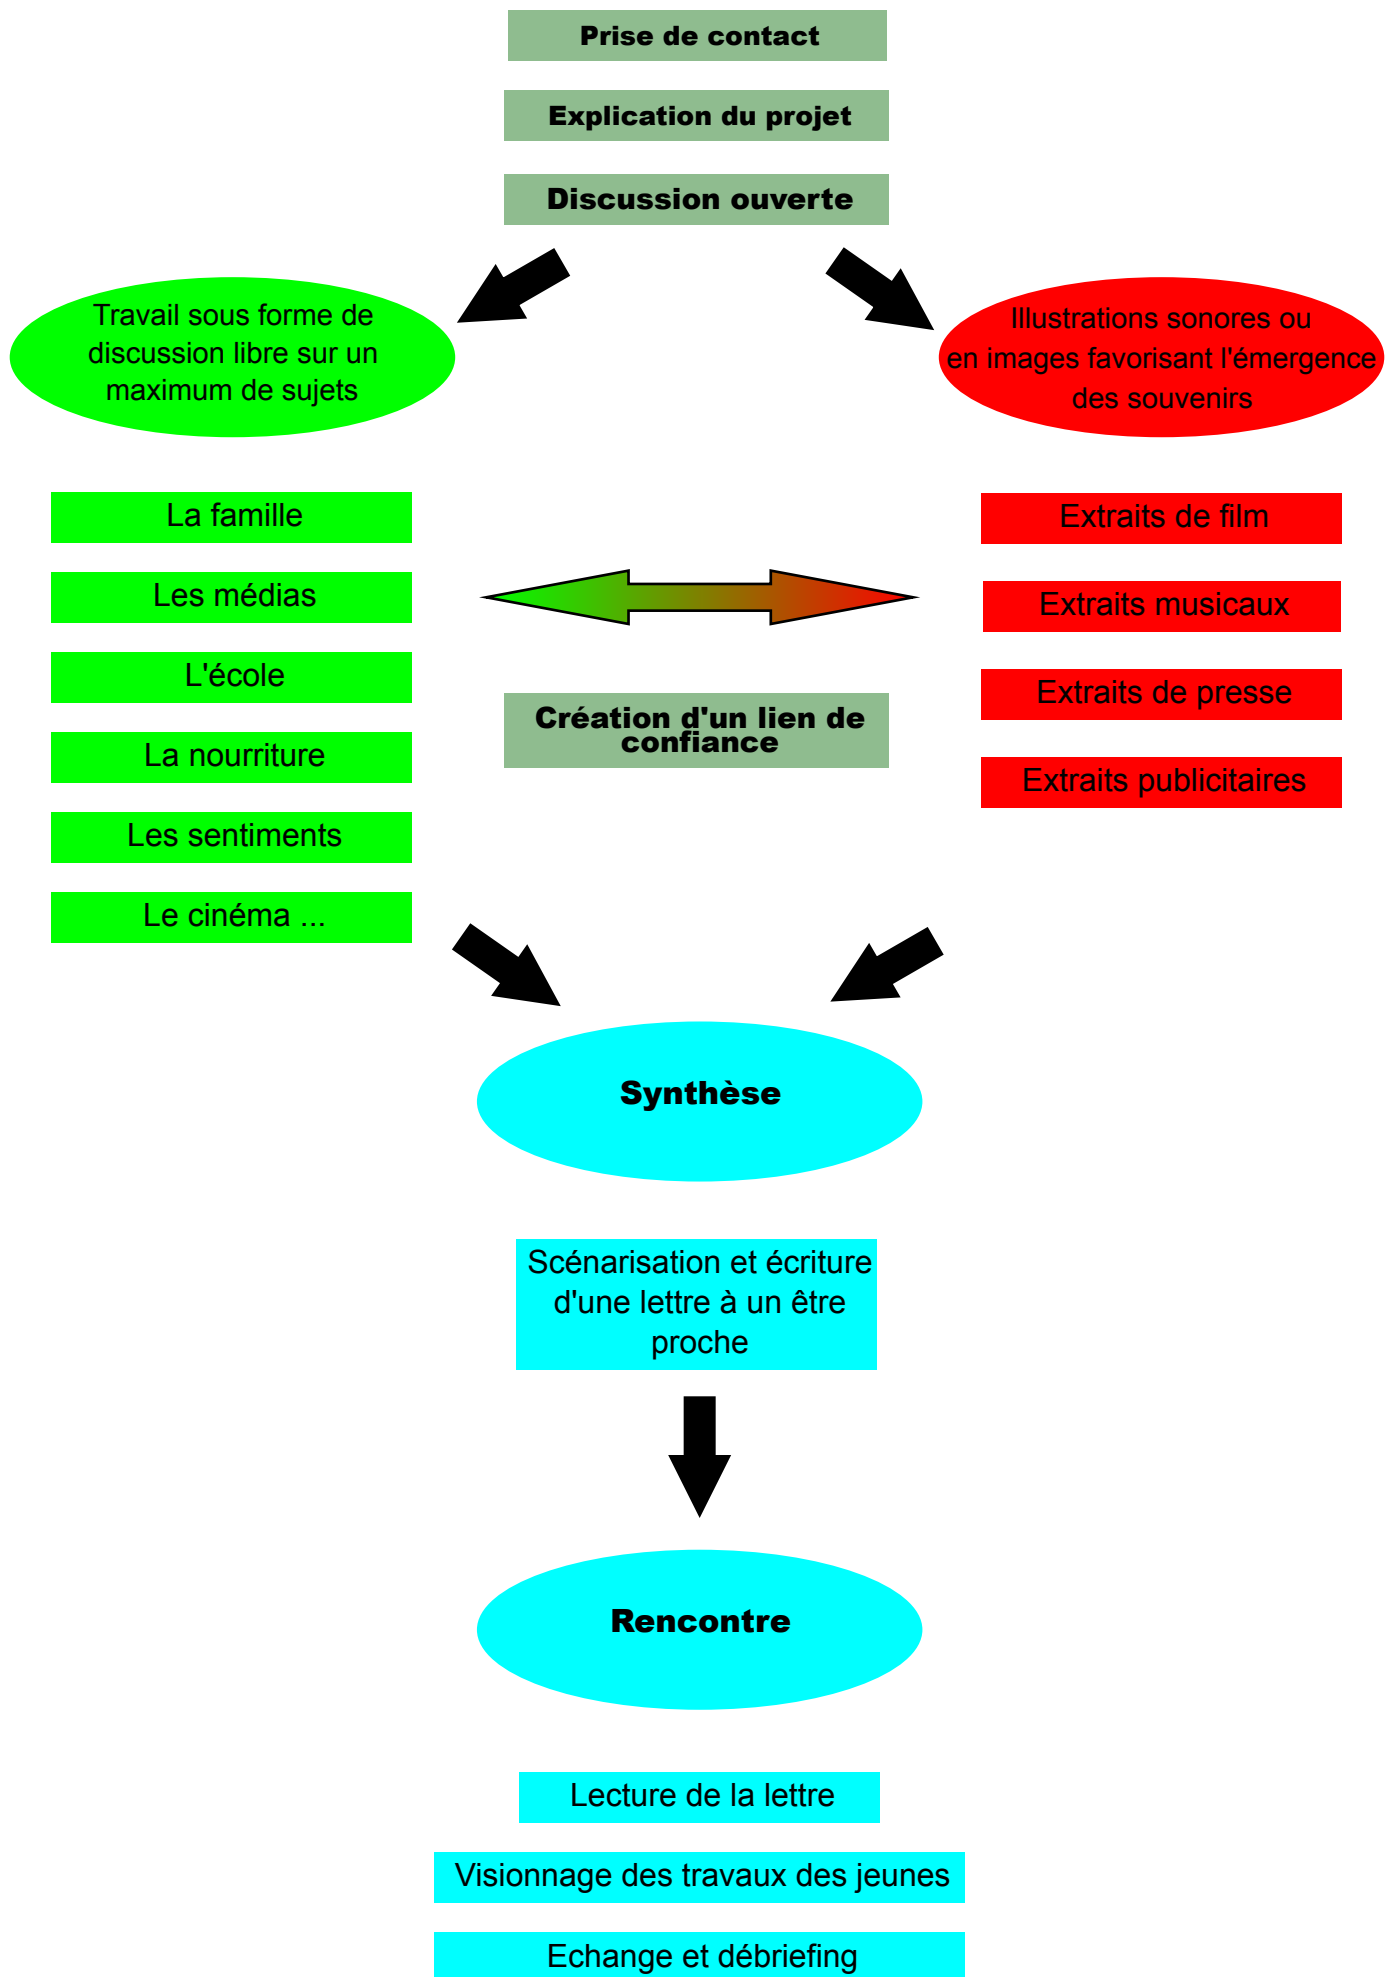 Prise de contact
Explication du projet
Discussion ouverte
Travail sous forme de
discussion libre sur un
maximum de sujets
Illustrations sonores ou
en images favorisant l'émergence
des souvenirs
La famille
Les médias
L'école
La nourriture
Les sentiments
Le cinéma ...
Extraits de film
Extraits musicaux
Extraits de presse
Extraits publicitaires
Création d'un lien de
confiance
Synthèse
Scénarisation et écriture
d'une lettre à un être
proche
Rencontre
Lecture de la lettre
Visionnage des travaux des jeunes
Echange et débriefing